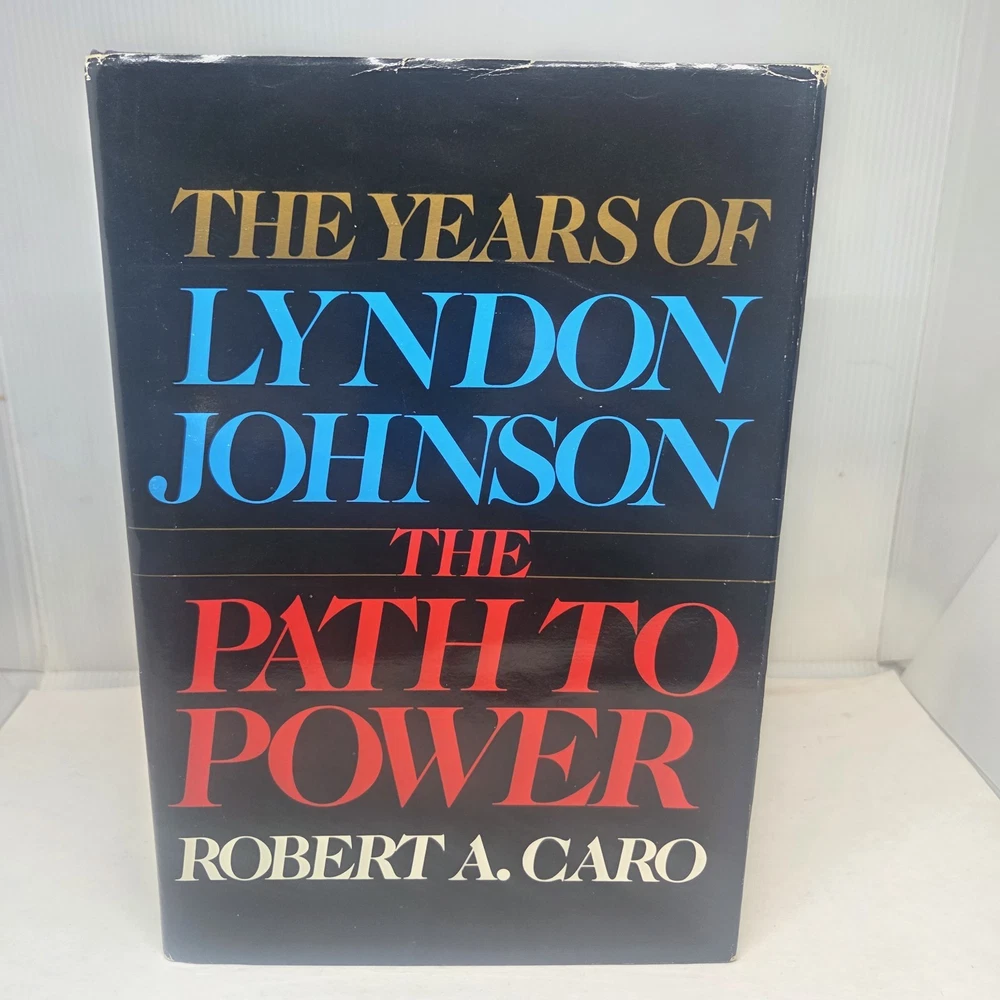 THE YEARS OF
LYNDON
JOHNSON
THE
PATH TO
POWER
ROBERT A. CARO